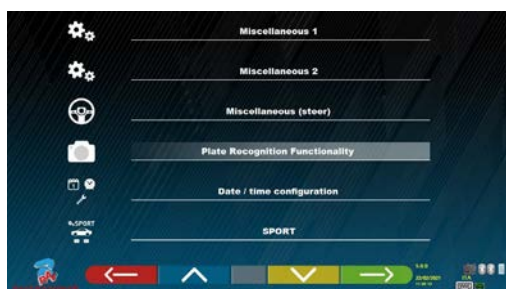 Miscellaneous 1
Miscellaneous 2
Miscellaneous (steer)
Plate Recognition Functionality
Date / time configuration
SPORT
SPORT